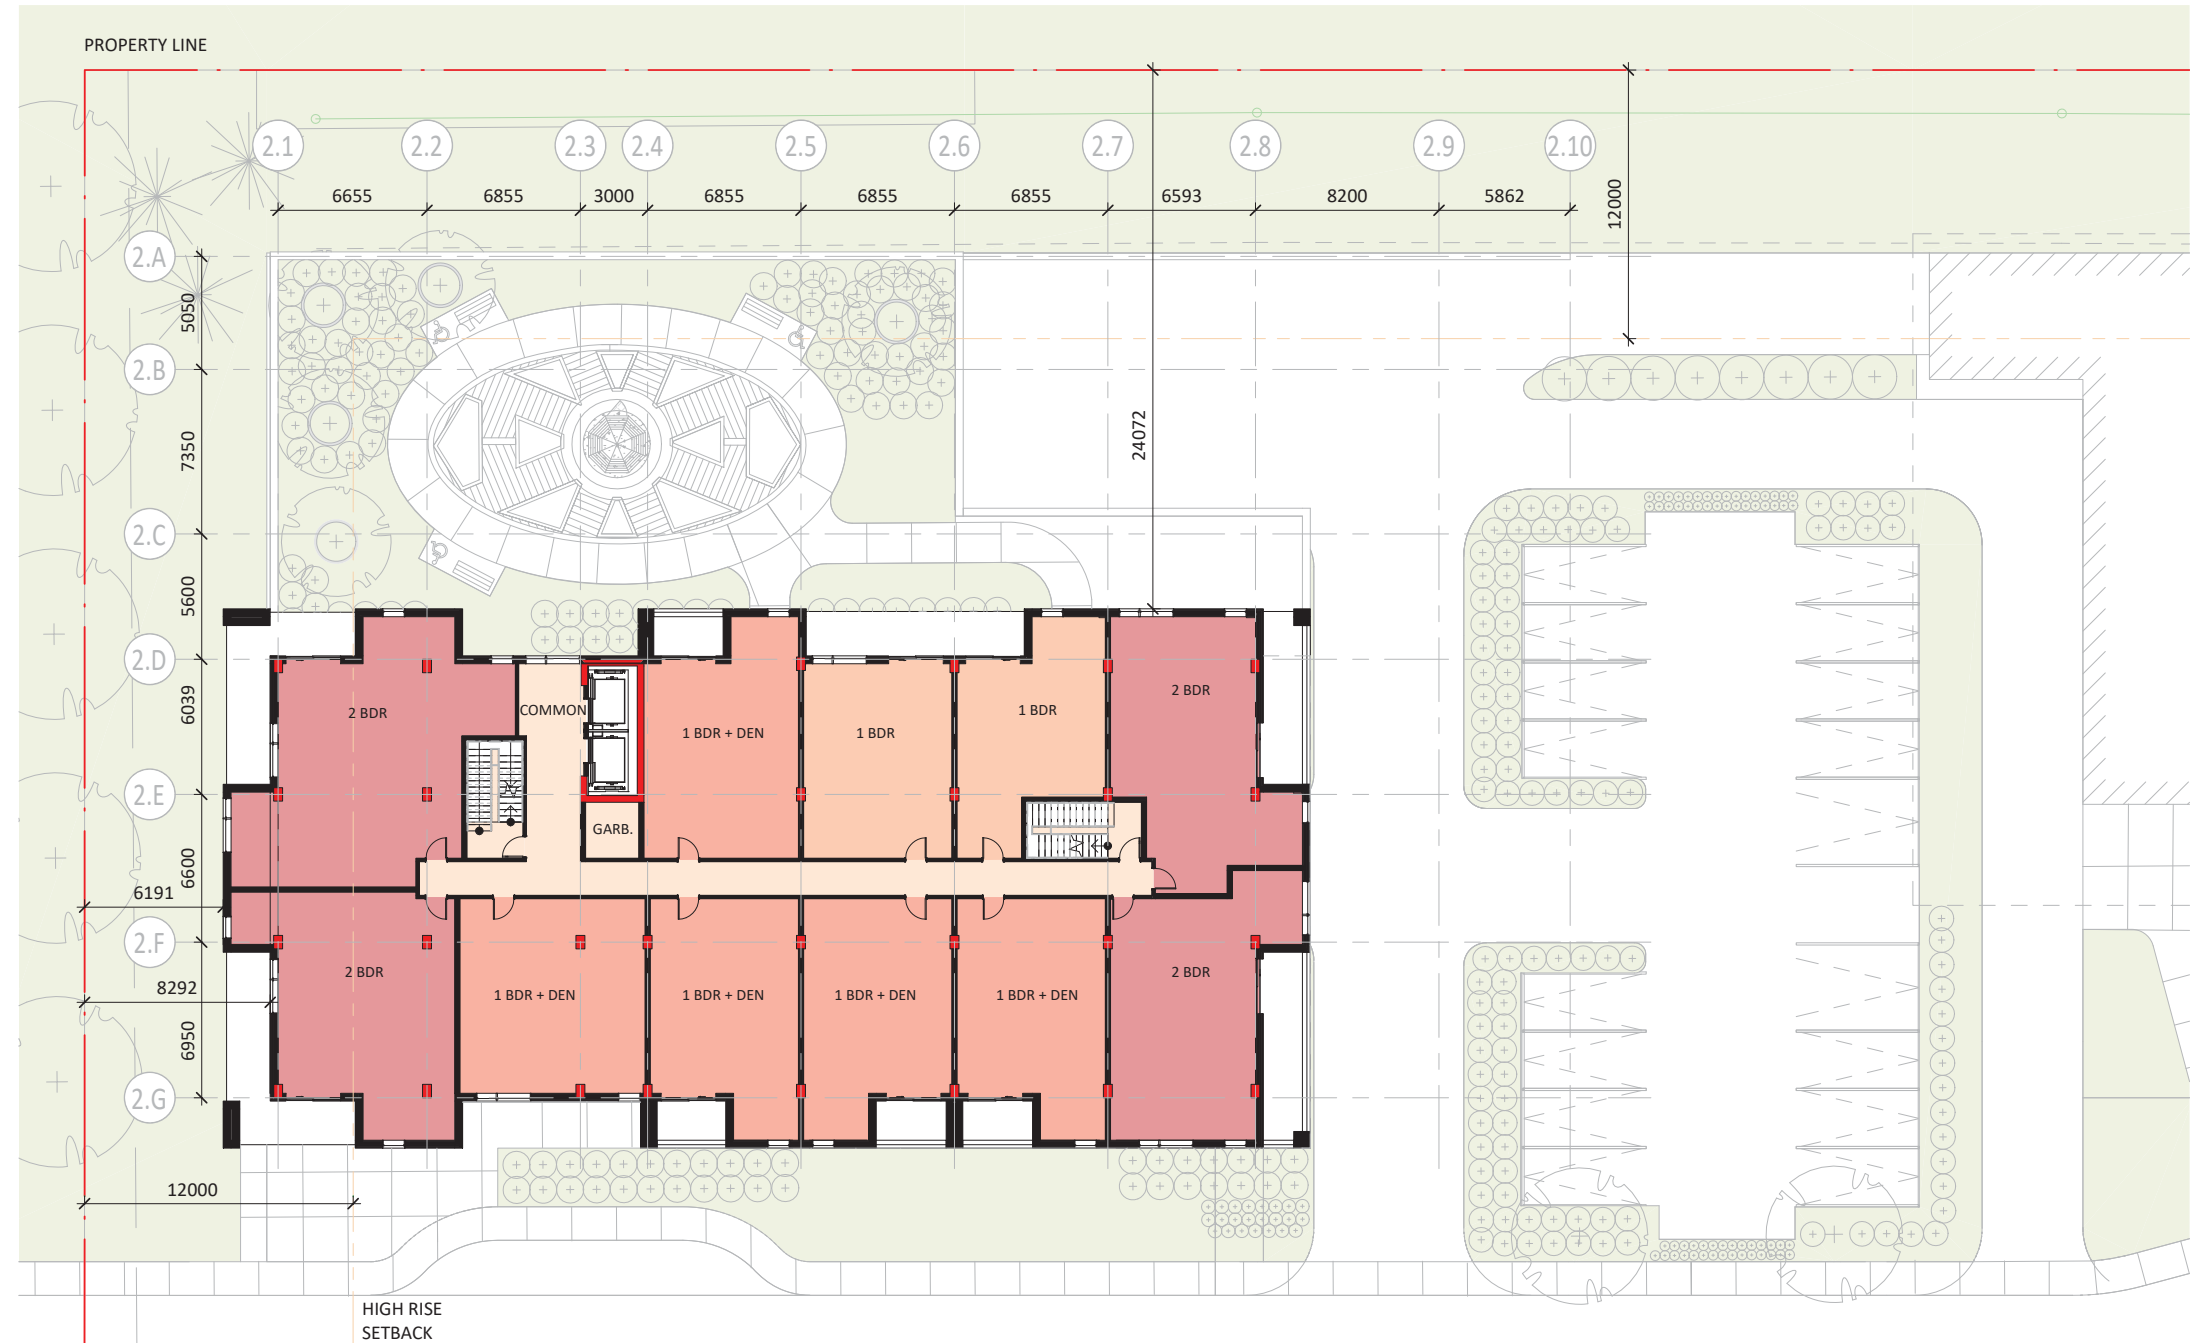 PROPERTY LINE
2.1 2.2 2.3 2.4 2.5 2.6 2.7 2.8 2.9 2.10
6655 6855 3000 6855 6855 6855 6593 8200 5862
12000
2.A
5050
2.B
7350
24072
2.C
5600
2.D
6039
2 BDR COMMON 1 BDR + DEN 1 BDR 1 BDR 2 BDR
2.E
GARB.
6600
6191
2.F
2 BDR 1 BDR + DEN 1 BDR + DEN 1 BDR + DEN 1 BDR + DEN 2 BDR
8292
6950
2.G
12000
HIGH RISE
SETBACK